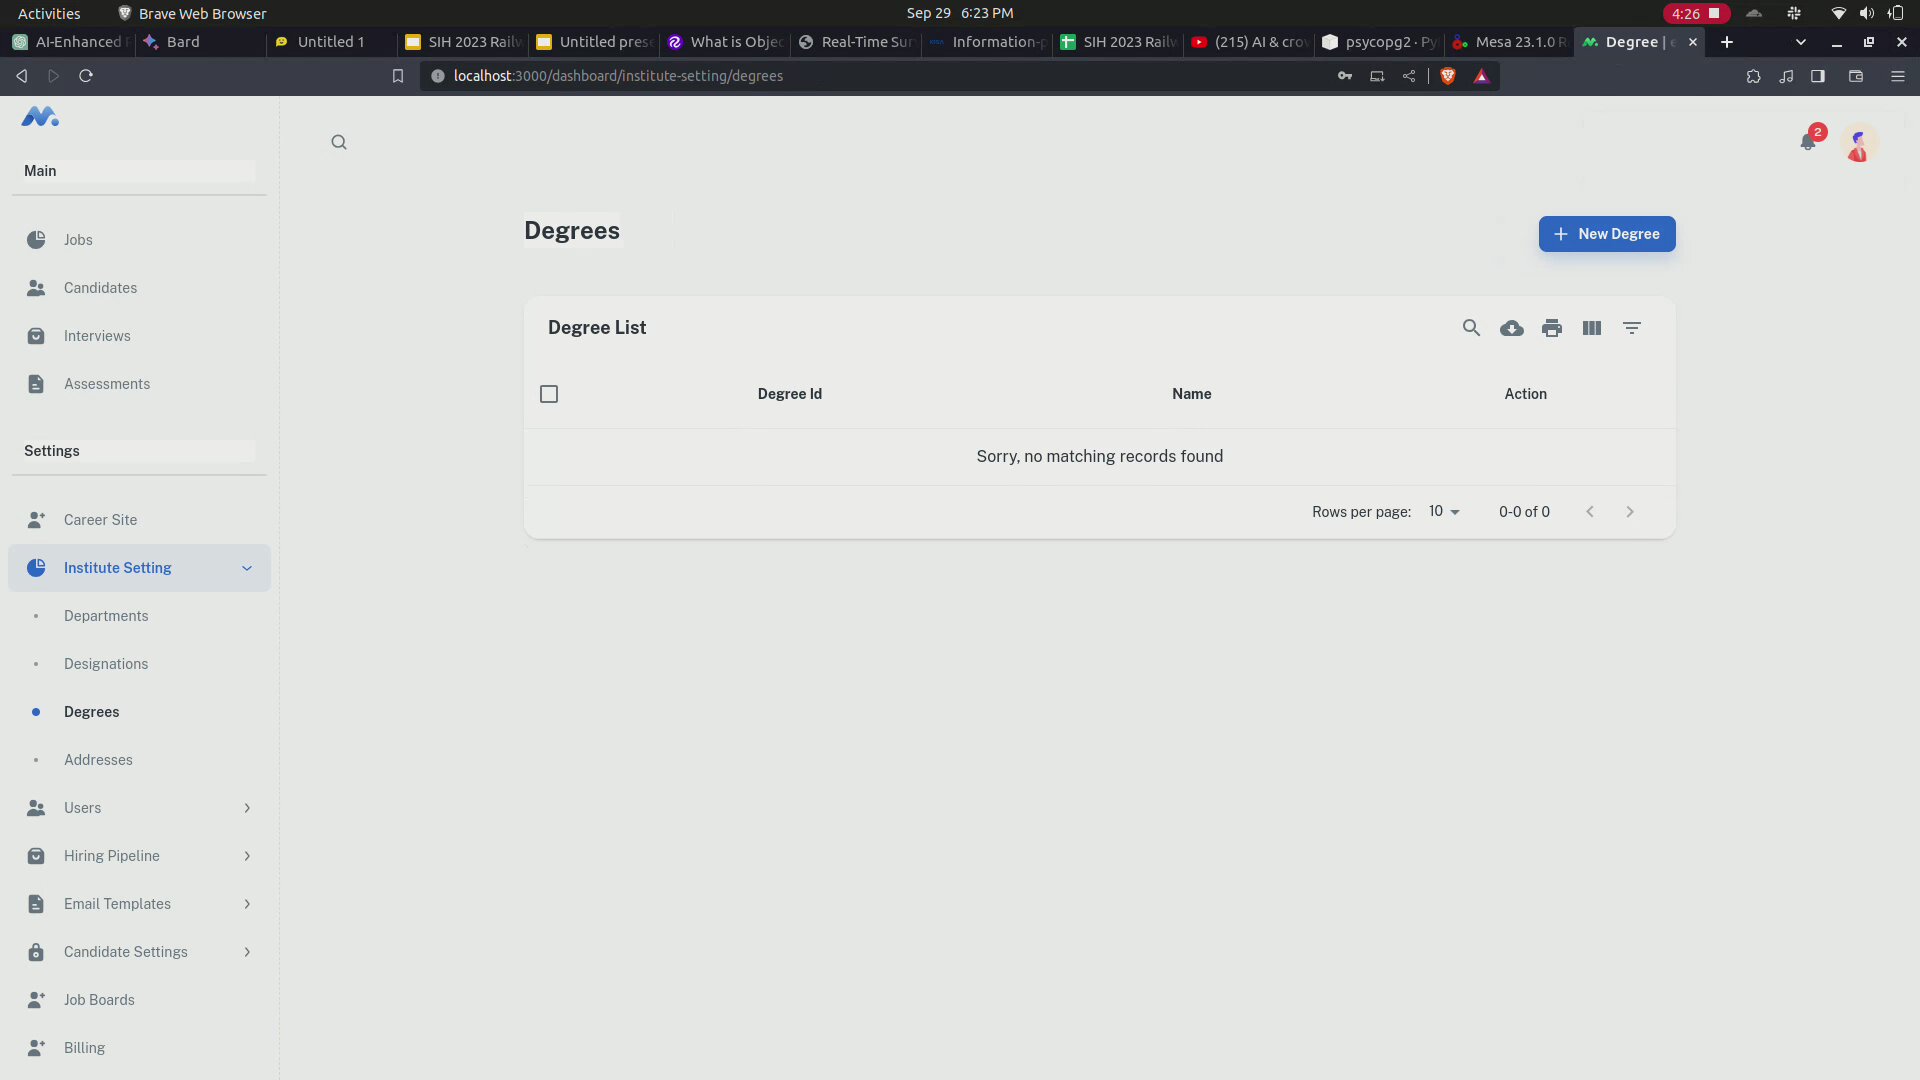 Activities
Brave Web Browser
Sep 29 6:23 PM
4:26
AI-Enhanced
Bard
Untitled 1
SIH 2023 Railw
Untitled prese
What is Objec
Real-Time Sur
Information-p
SIH 2023 Railw
(215) AI & crow
psycopg2 · Py
Mesa 23.1.0 R
Degree |
localhost:3000/dashboard/institute-setting/degrees
2
Main
Jobs
Candidates
Interviews
Assessments
Settings
Career Site
Institute Setting
Departments
Designations
Degrees
Addresses
Users
Hiring Pipeline
Email Templates
Candidate Settings
Job Boards
Billing
Degrees
New Degree
Degree List
Degree Id
Name
Action
Sorry, no matching records found
Rows per page: 10
0-0 of 0